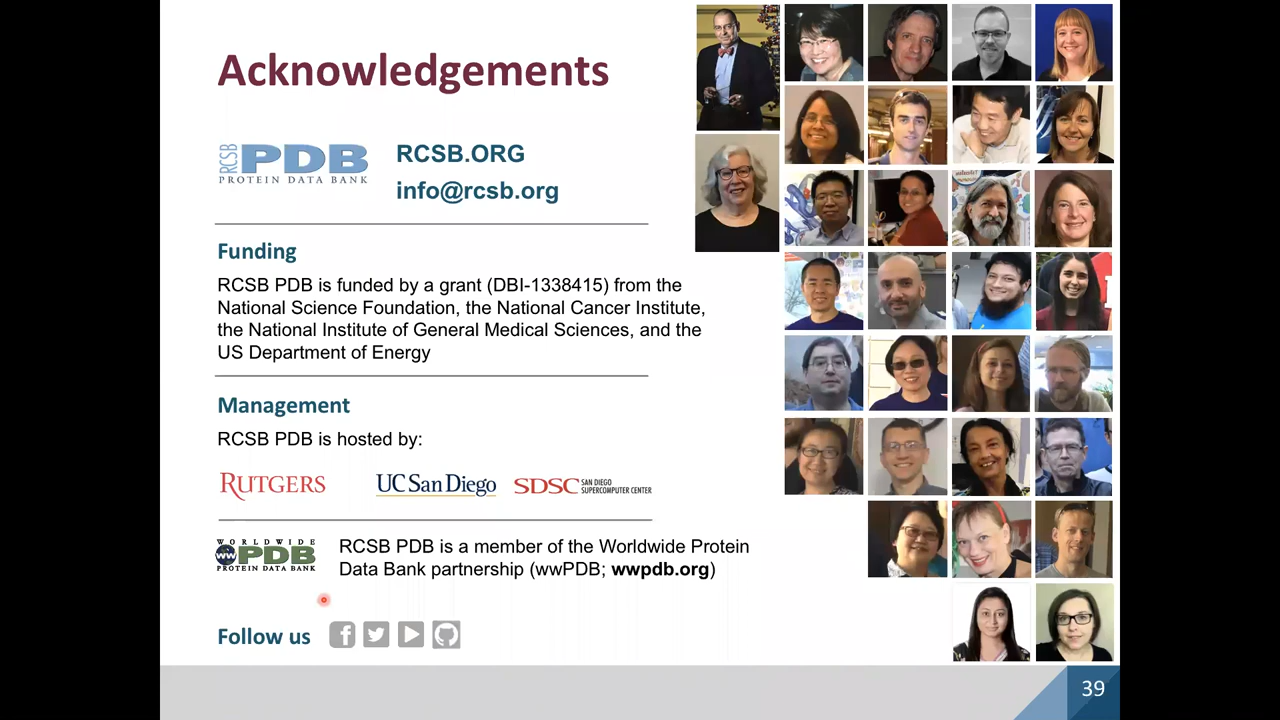 Acknowledgements
RCSB
PDB
PROTEIN DATA BANK
RCSB.ORG
info@rcsb.org
Funding
RCSB PDB is funded by a grant (DBI-1338415) from the
National Science Foundation, the National Cancer Institute,
the National Institute of General Medical Sciences, and the
US Department of Energy
Management
RCSB PDB is hosted by:
RUTGERS
UC San Diego
SDSC SAN DIEGO
SUPERCOMPUTER CENTER
WORLDWIDE
ww PDB
PROTEIN DATA BANK
RCSB PDB is a member of the Worldwide Protein
Data Bank partnership (wwPDB; wwpdb.org)
Follow us
39